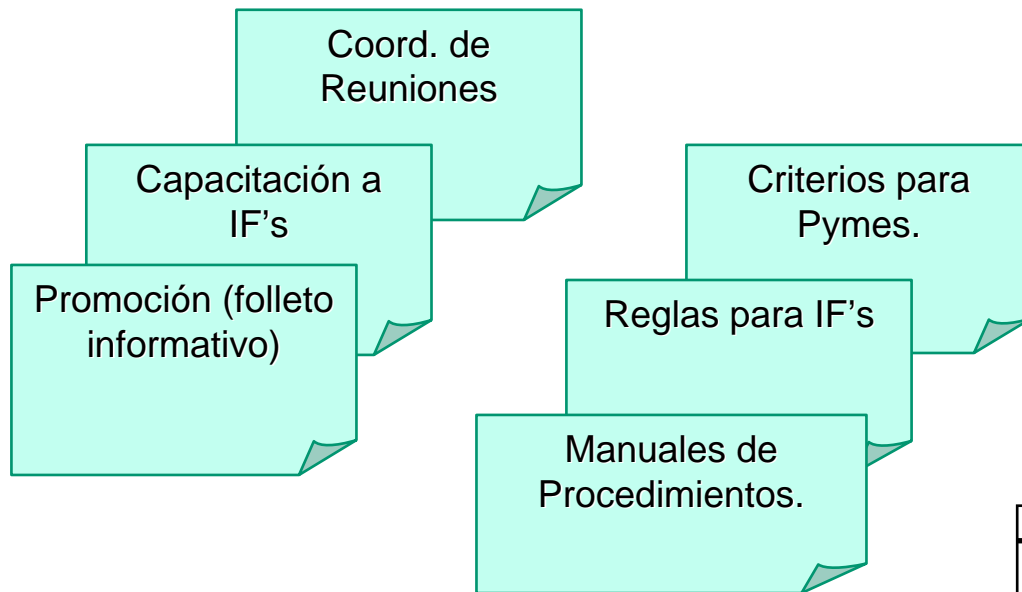 Coord. de
Reuniones
Capacitación a
IF’s
Promoción (folleto
informativo)
Criterios para
Pymes.
Reglas para IF’s
Manuales de
Procedimientos.